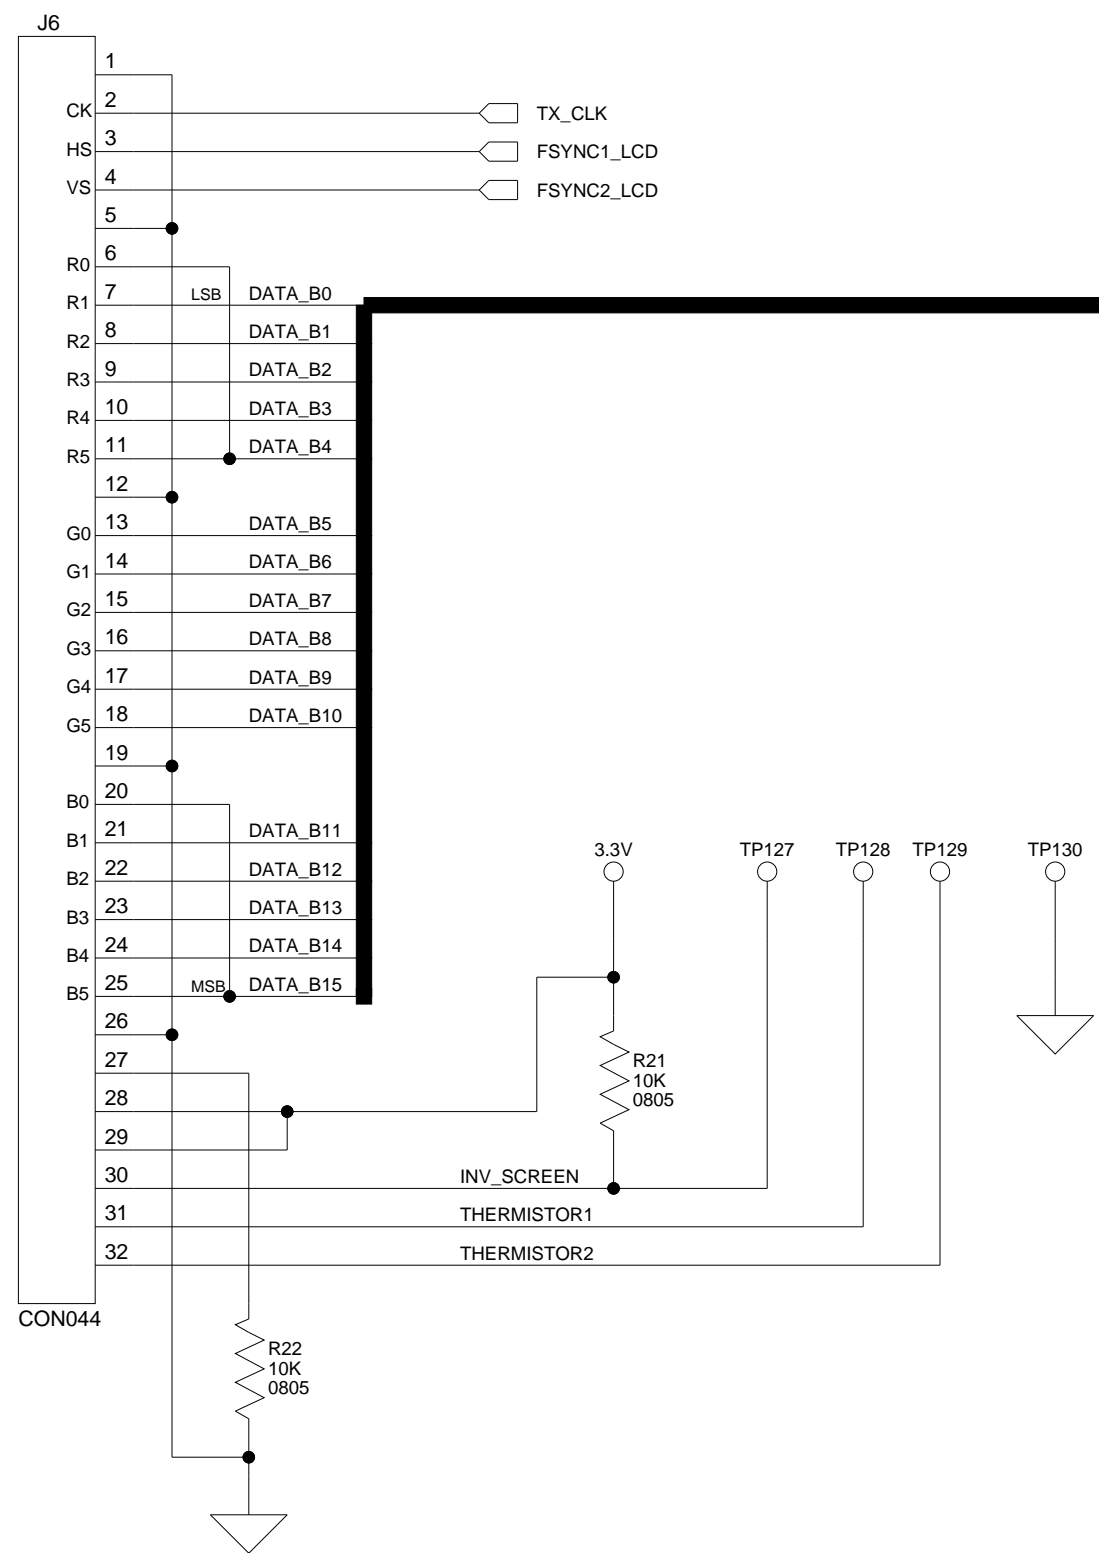 J6
1
CK 2 TX_CLK
HS 3 FSYNC1_LCD
VS 4 FSYNC2_LCD
5
R0 6
R1 7 LSB DATA_B0
R2 8 DATA_B1
R3 9 DATA_B2
R4 10 DATA_B3
R5 11 DATA_B4
12
G0 13 DATA_B5
G1 14 DATA_B6
G2 15 DATA_B7
G3 16 DATA_B8
G4 17 DATA_B9
G5 18 DATA_B10
19
B0 20
B1 21 DATA_B11
3.3V TP127 TP128 TP129 TP130
B2 22 DATA_B12
B3 23 DATA_B13
B4 24 DATA_B14
B5 25 MSB DATA_B15
26
27
R21
10K
0805
28
29
30 INV_SCREEN
31 THERMISTOR1
32 THERMISTOR2
CON044
R22
10K
0805